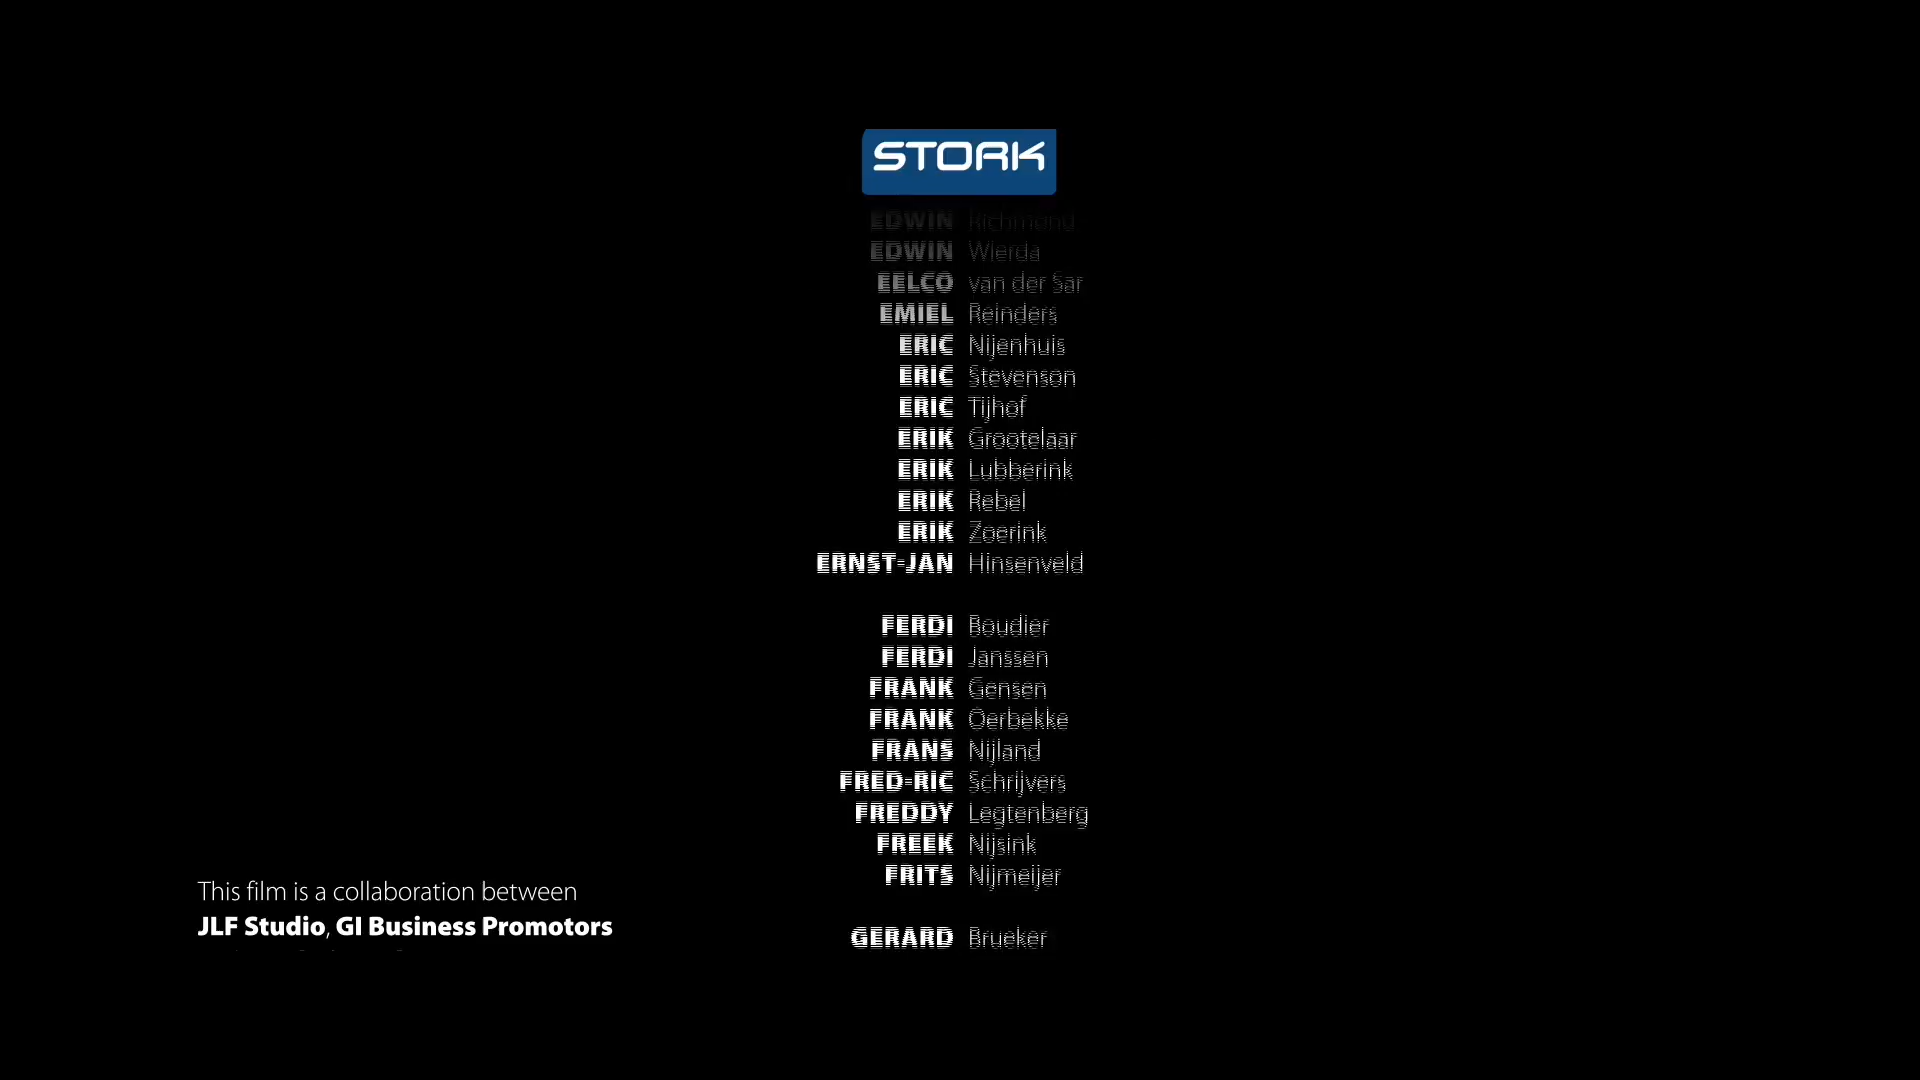 STORK
EDWIN Richmond
EDWIN Wierda
EELCO van der Sar
EMIEL Reinders
ERIC Nijenhuis
ERIC Stevenson
ERIC Tijhof
ERIK Grootelaar
ERIK Lubberink
ERIK Rebel
ERIK Zoerink
ERNST-JAN Hinsenveld
FERDI Boudier
FERDI Janssen
FRANK Gensen
FRANK Oerbekke
FRANS Nijland
FRED-RIC Schrijvers
FREDDY Legtenberg
FREEK Nijsink
FRITS Nijmeijer
GERARD Brueker
This film is a collaboration between
JLF Studio, GI Business Promotors